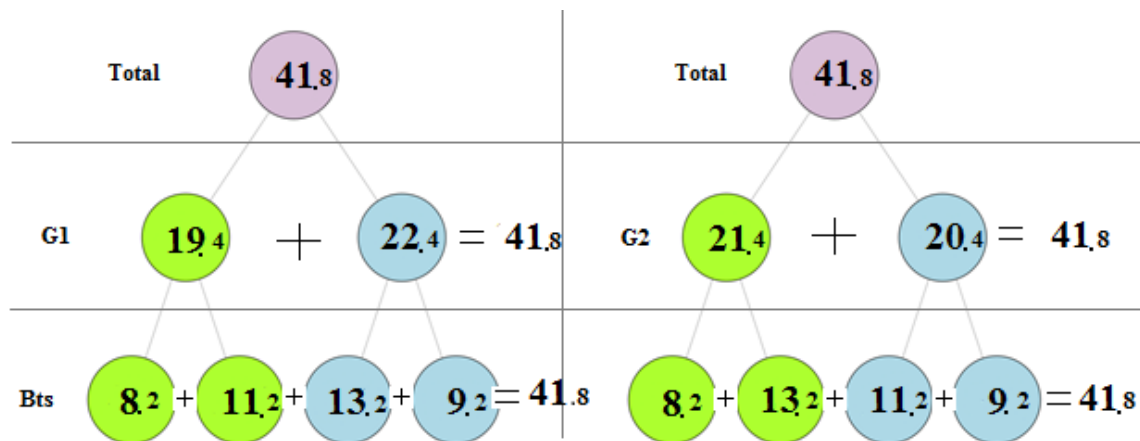 Total 41.8
G1 19.4 + 22.4 = 41.8
Bts 8.2 + 11.2 + 13.2 + 9.2 = 41.8
Total 41.8
G2 21.4 + 20.4 = 41.8
8.2 + 13.2 + 11.2 + 9.2 = 41.8